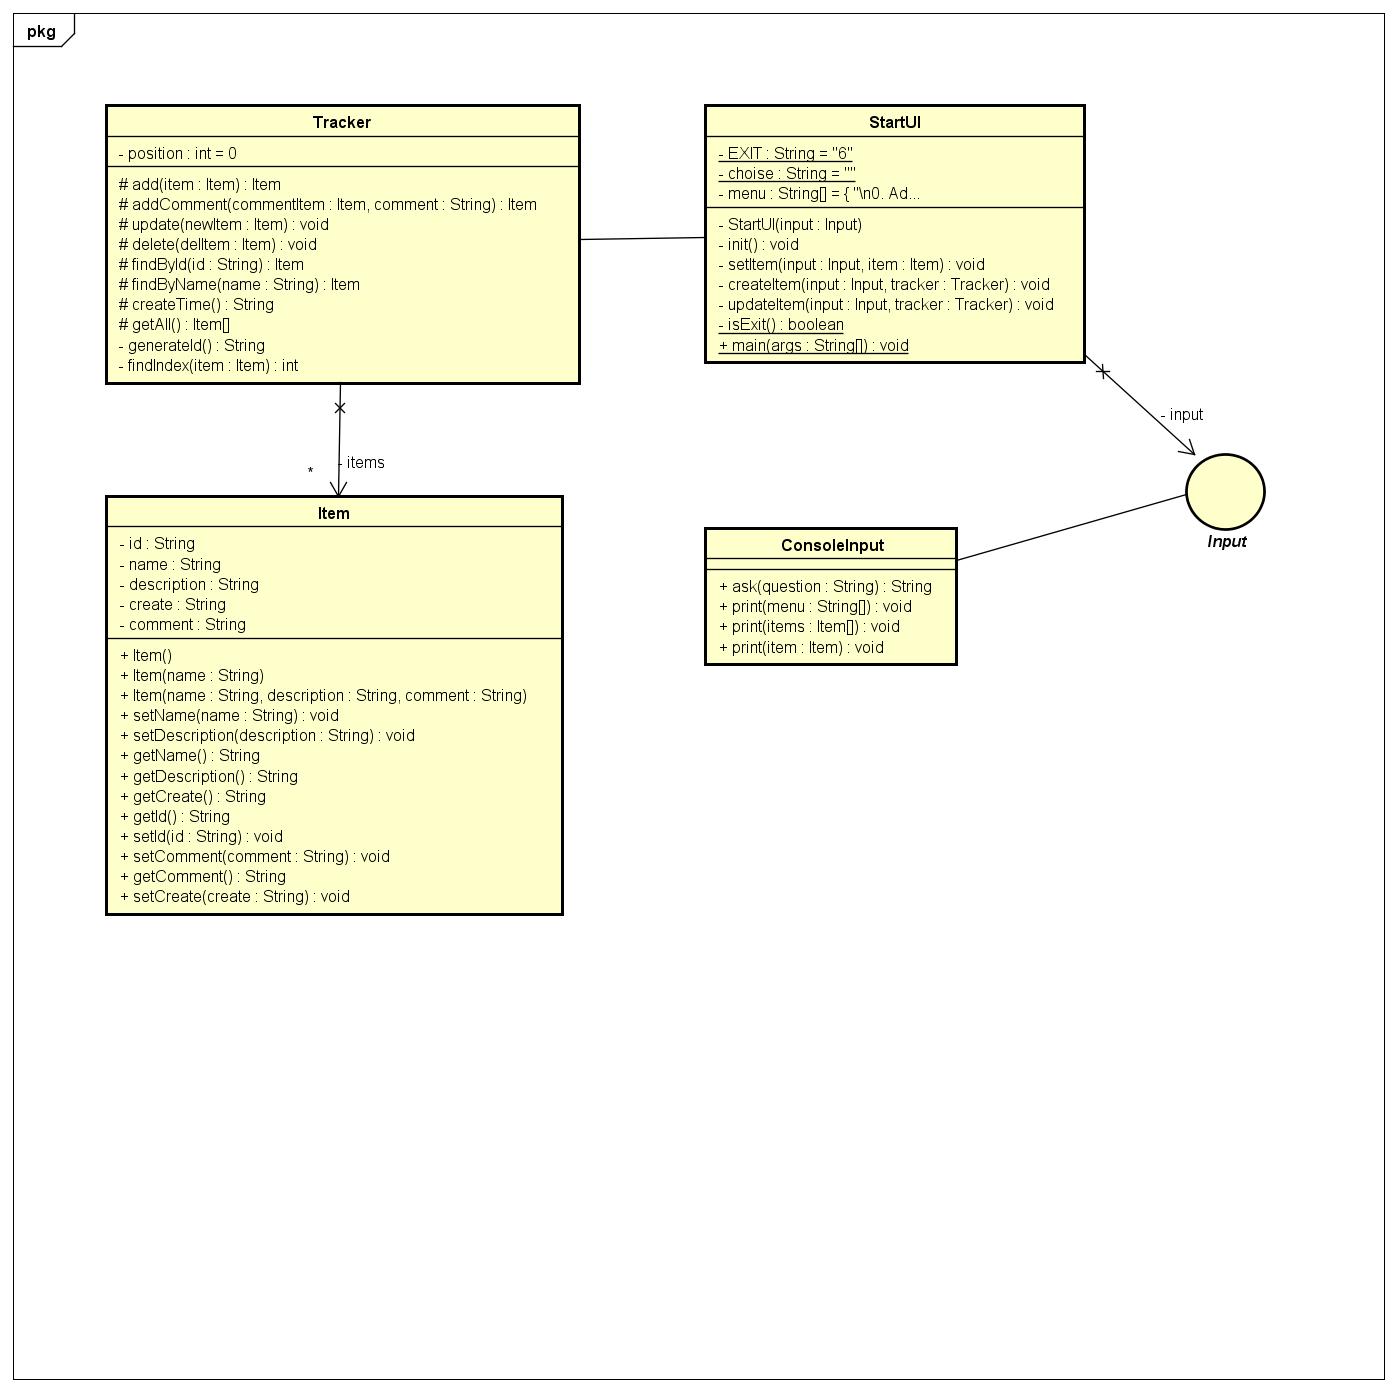 pkg
Tracker
- position : int = 0
# add(item : Item) : Item
# addComment(commentItem : Item, comment : String) : Item
# update(newItem : Item) : void
# delete(delItem : Item) : void
# findById(id : String) : Item
# findByName(name : String) : Item
# createTime() : String
# getAll() : Item[]
- generateId() : String
- findIndex(item : Item) : int
StartUI
- EXIT : String = "6"
- choise : String = ""
- menu : String[] = { "\n0. Ad...
- StartUI(input : Input)
- init() : void
- setItem(input : Input, item : Item) : void
- createItem(input : Input, tracker : Tracker) : void
- updateItem(input : Input, tracker : Tracker) : void
- isExit() : boolean
+ main(args : String[]) : void
- input
* - items
Item
- id : String
- name : String
- description : String
- create : String
- comment : String
+ Item()
+ Item(name : String)
+ Item(name : String, description : String, comment : String)
+ setName(name : String) : void
+ setDescription(description : String) : void
+ getName() : String
+ getDescription() : String
+ getCreate() : String
+ getId() : String
+ setId(id : String) : void
+ setComment(comment : String) : void
+ getComment() : String
+ setCreate(create : String) : void
Input
ConsoleInput
+ ask(question : String) : String
+ print(menu : String[]) : void
+ print(items : Item[]) : void
+ print(item : Item) : void